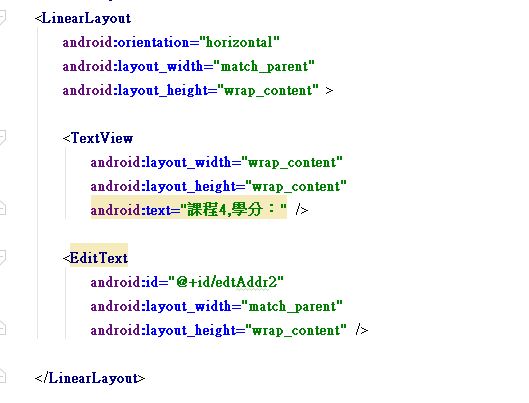 <LinearLayout
android:orientation="horizontal"
android:layout_width="match_parent"
android:layout_height="wrap_content" >
<TextView
android:layout_width="wrap_content"
android:layout_height="wrap_content"
android:text="課程4,學分：" />
<EditText
android:id="@+id/edtAddr2"
android:layout_width="match_parent"
android:layout_height="wrap_content" />
</LinearLayout>